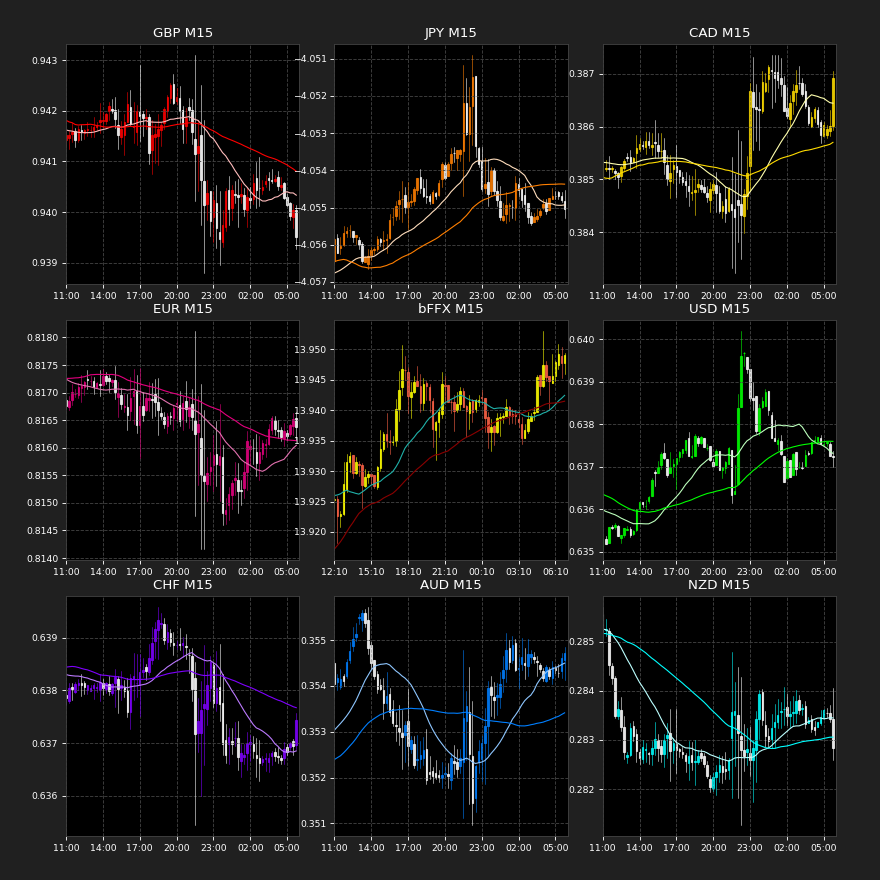 GBP M15
0.943
0.942
0.941
0.940
0.939
11:00 14:00 17:00 20:00 23:00 02:00 05:00
JPY M15
−4.051
−4.052
−4.053
−4.054
−4.055
−4.056
−4.057
11:00 14:00 17:00 20:00 23:00 02:00 05:00
CAD M15
0.387
0.386
0.385
0.384
11:00 14:00 17:00 20:00 23:00 02:00 05:00
EUR M15
0.8180
0.8175
0.8170
0.8165
0.8160
0.8155
0.8150
0.8145
0.8140
11:00 14:00 17:00 20:00 23:00 02:00 05:00
bFFX M15
13.950
13.945
13.940
13.935
13.930
13.925
13.920
12:10 15:10 18:10 21:10 00:10 03:10 06:10
USD M15
0.640
0.639
0.638
0.637
0.636
0.635
11:00 14:00 17:00 20:00 23:00 02:00 05:00
CHF M15
0.639
0.638
0.637
0.636
11:00 14:00 17:00 20:00 23:00 02:00 05:00
AUD M15
0.355
0.354
0.353
0.352
0.351
11:00 14:00 17:00 20:00 23:00 02:00 05:00
NZD M15
0.285
0.284
0.283
0.282
11:00 14:00 17:00 20:00 23:00 02:00 05:00